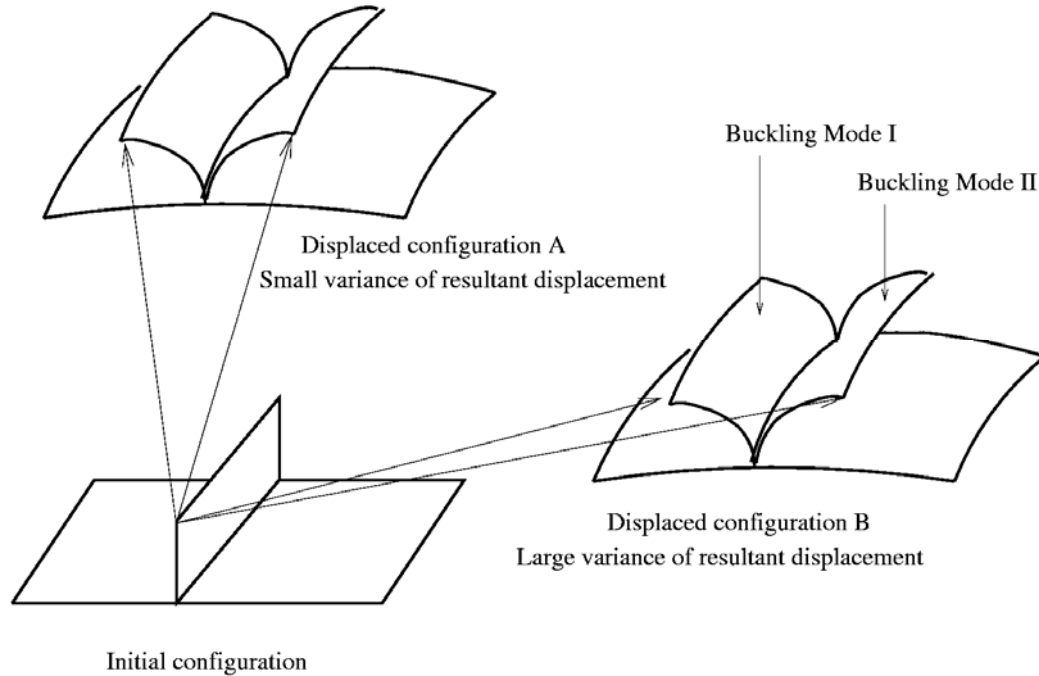 Buckling Mode I
Buckling Mode II
Displaced configuration A
Small variance of resultant displacement
Displaced configuration B
Large variance of resultant displacement
Initial configuration